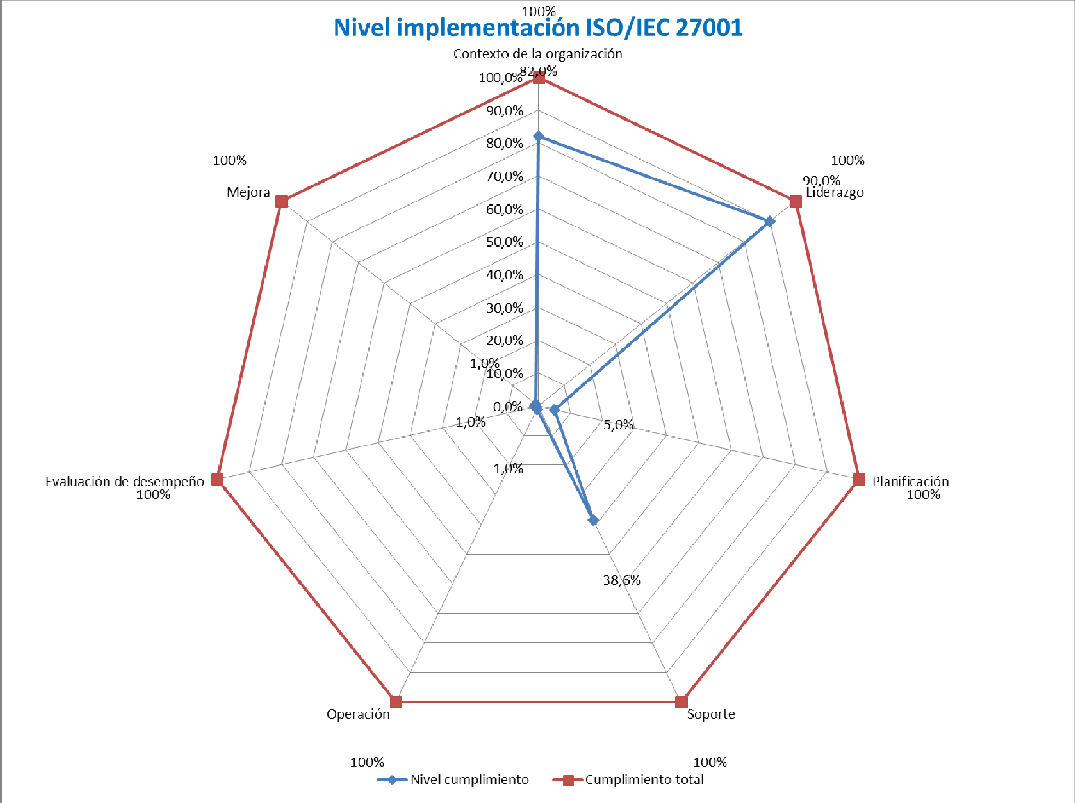 100%
Nivel implementación ISO/IEC 27001
Contexto de la organización
82,0%
100,0%
90,0%
80,0%
70,0%
60,0%
50,0%
40,0%
30,0%
20,0%
10,0%
0,0%
100%
90,0%
Liderazgo
100%
Mejora
1,0%
1,0%
5,0%
1,0%
Evaluación de desempeño
100%
Planificación
100%
38,6%
Operación
Soporte
100%
100%
Nivel cumplimiento
Cumplimiento total